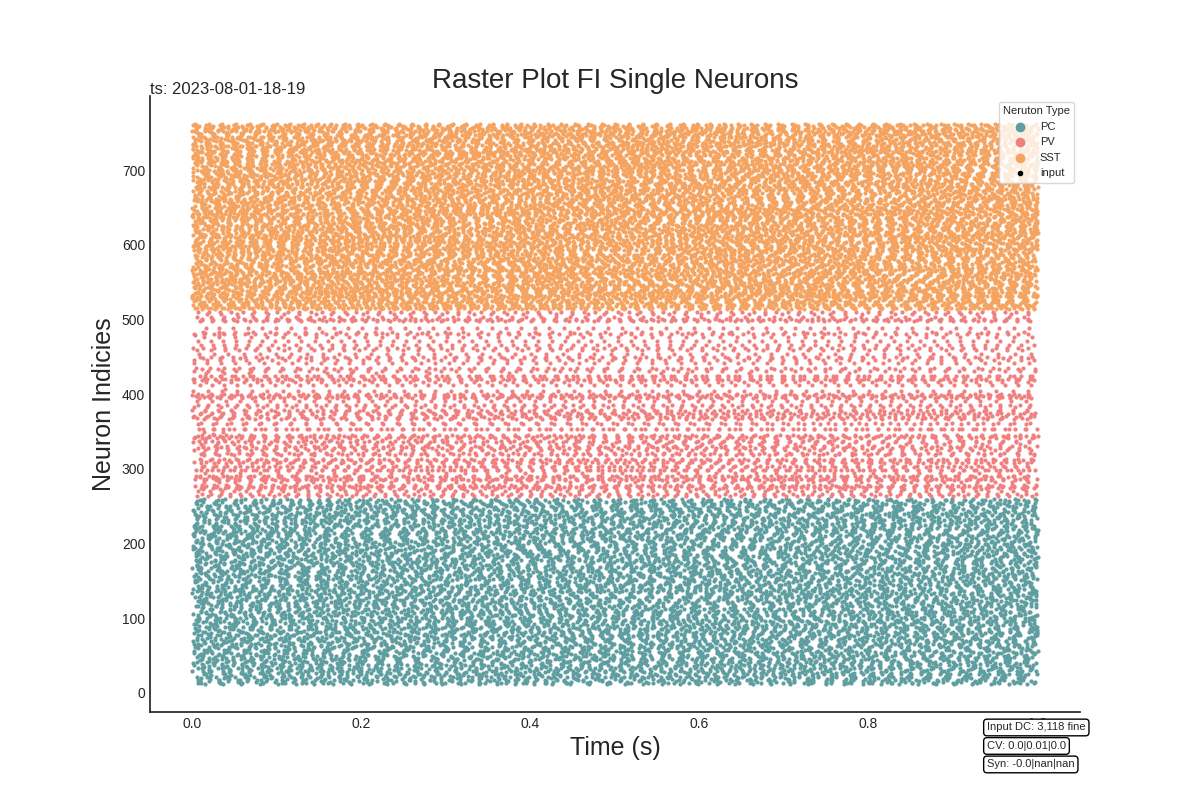 Raster Plot FI Single Neurons
ts: 2023-08-01-18-19
Neruton Type
PC
PV
SST
input
700
600
500
400
300
200
100
0
Neuron Indicies
0.0 0.2 0.4 0.6 0.8
Time (s)
Input DC: 3,118 fine
CV: 0.0|0.01|0.0
Syn: -0.0|nan|nan